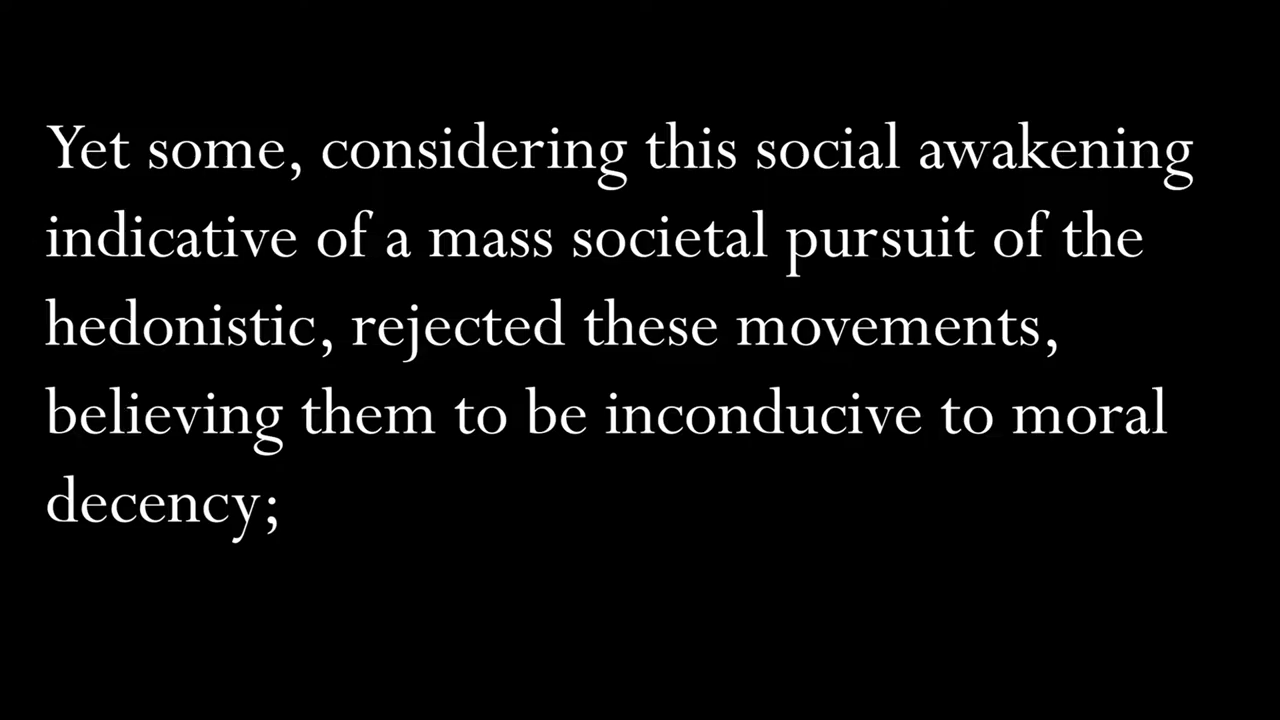 Yet some, considering this social awakening
indicative of a mass societal pursuit of the
hedonistic, rejected these movements,
believing them to be inconducive to moral
decency;